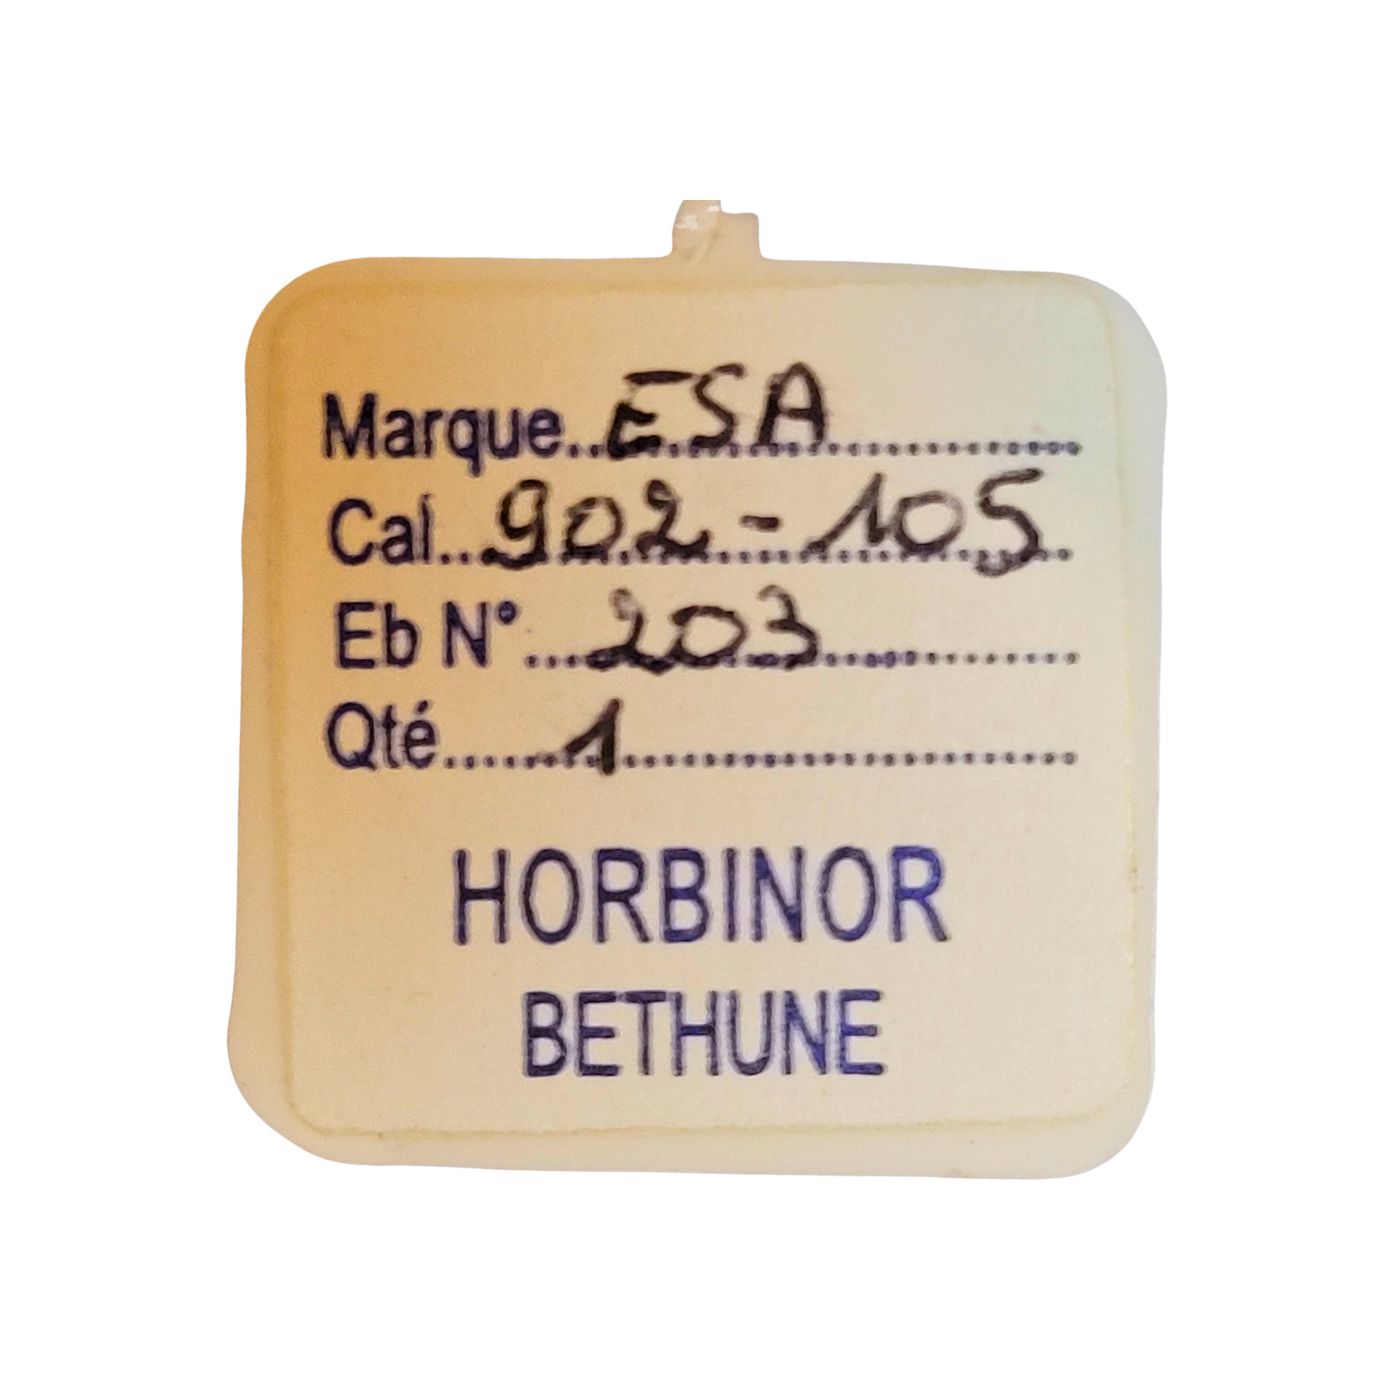 Marque..ESA....................
Cal...902-105
Eb N° ...203..................
Qté......1........................
HORBINOR
BETHUNE